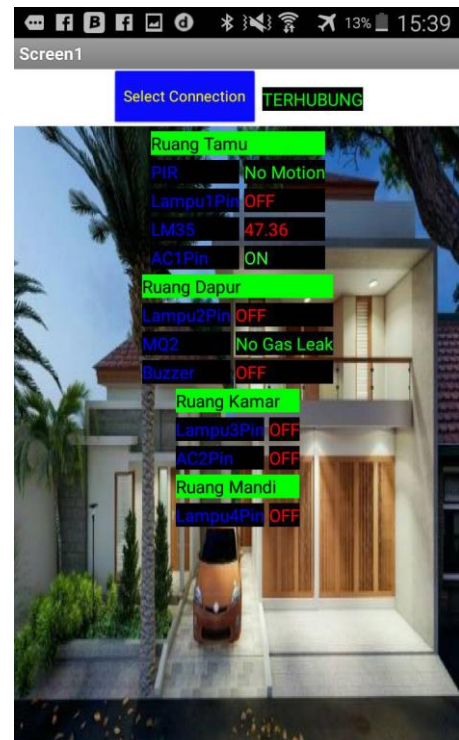 13% 15:39
Screen1
Select Connection TERHUBUNG
Ruang Tamu
PIR No Motion
Lampu1Pin OFF
LM35 47.36
AC1Pin ON
Ruang Dapur
Lampu2Pin OFF
MQ2 No Gas Leak
Buzzer OFF
Ruang Kamar
Lampu3Pin OFF
AC2Pin OFF
Ruang Mandi
Lampu4Pin OFF